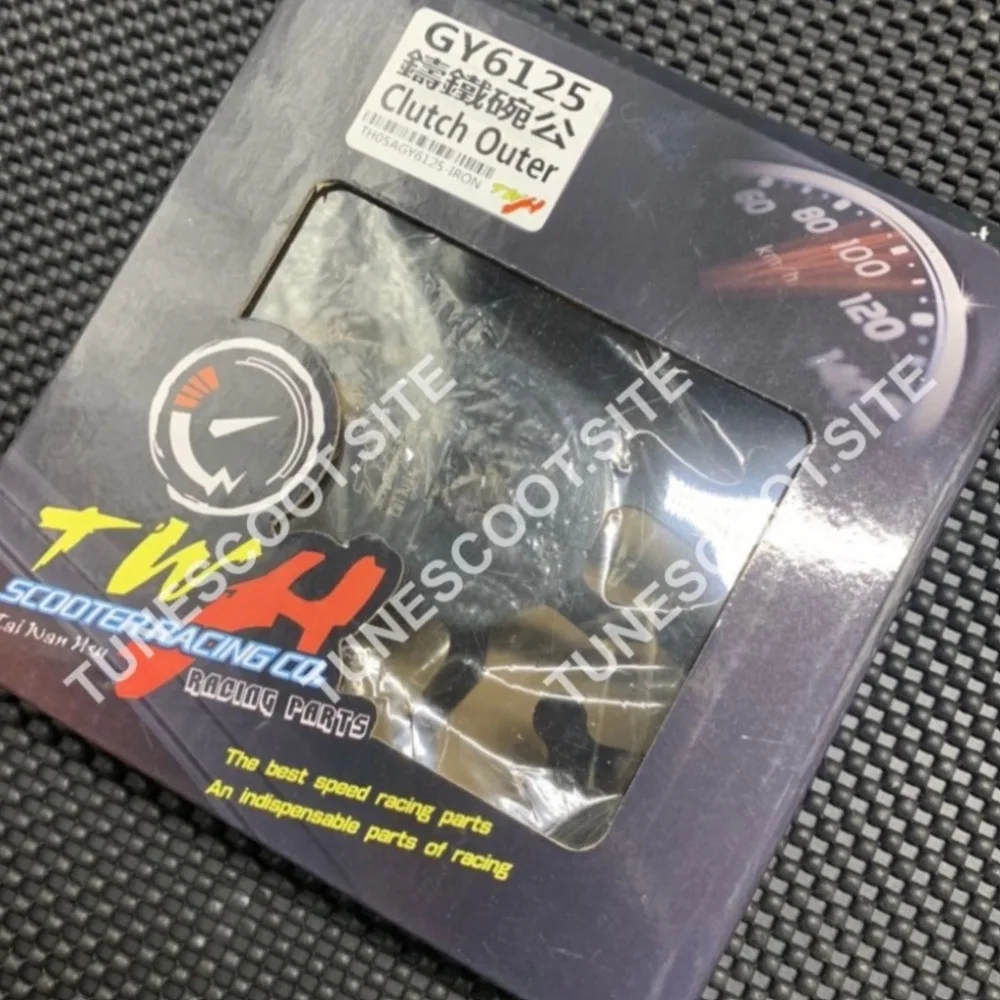 GY6125
鑄鐵碗公
Clutch Outer
TH05AGY6125-IRON
TWH
60
80
100
120
km/h
TWH
SCOOTER RACING CO.
Tai Wan Hsu
RACING PARTS
The best speed racing parts
An indispensable parts of racing
TUNESCOOT.SITE
TUNESCOOT.SITE
TUNESCOOT.SITE